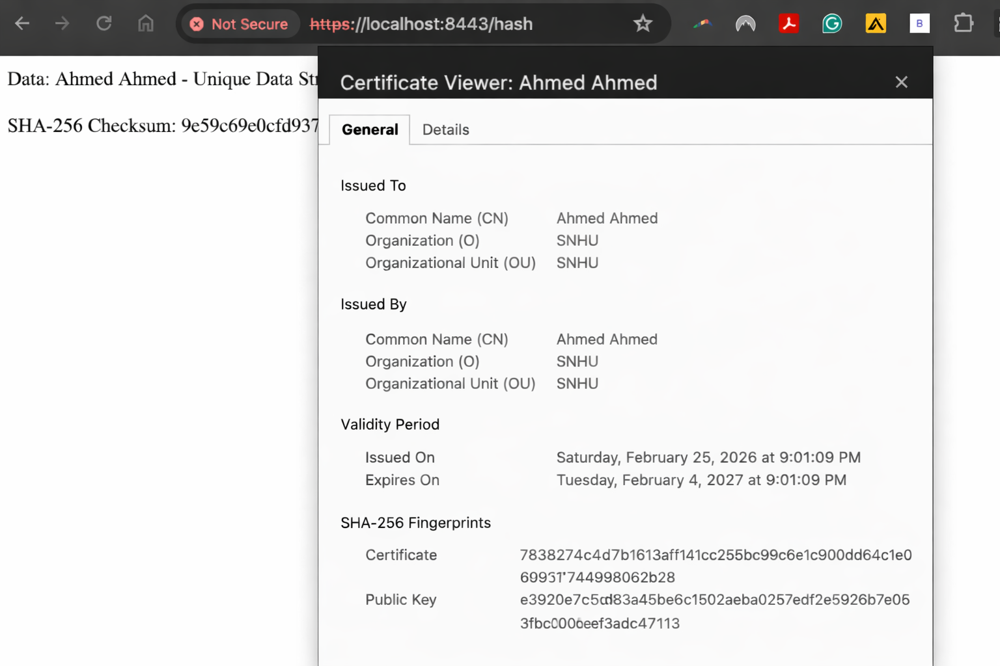 Not Secure https://localhost:8443/hash
B
Data: Ahmed Ahmed - Unique Data
SHA-256 Checksum: 9e59c69e0cfd937
Certificate Viewer: Ahmed Ahmed
General Details
Issued To
Common Name (CN) Ahmed Ahmed
Organization (O) SNHU
Organizational Unit (OU) SNHU
Issued By
Common Name (CN) Ahmed Ahmed
Organization (O) SNHU
Organizational Unit (OU) SNHU
Validity Period
Issued On Saturday, February 25, 2026 at 9:01:09 PM
Expires On Tuesday, February 4, 2027 at 9:01:09 PM
SHA-256 Fingerprints
Certificate 7838274c4d7b1613aff141cc255bc99c6e1c900dd64c1e0
Public Key